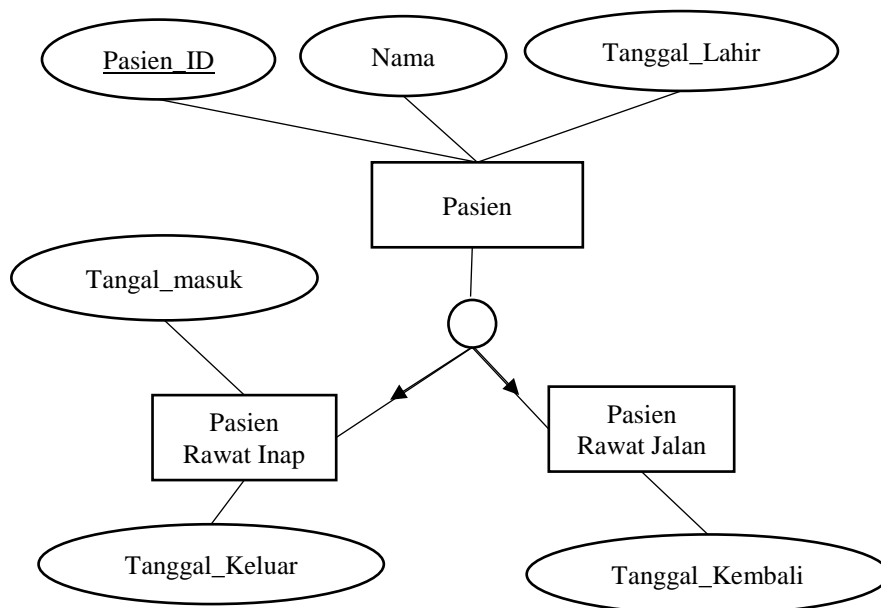 Pasien_ID
Nama
Tanggal_Lahir
Pasien
Tangal_masuk
Pasien
Rawat Inap
Pasien
Rawat Jalan
Tanggal_Keluar
Tanggal_Kembali